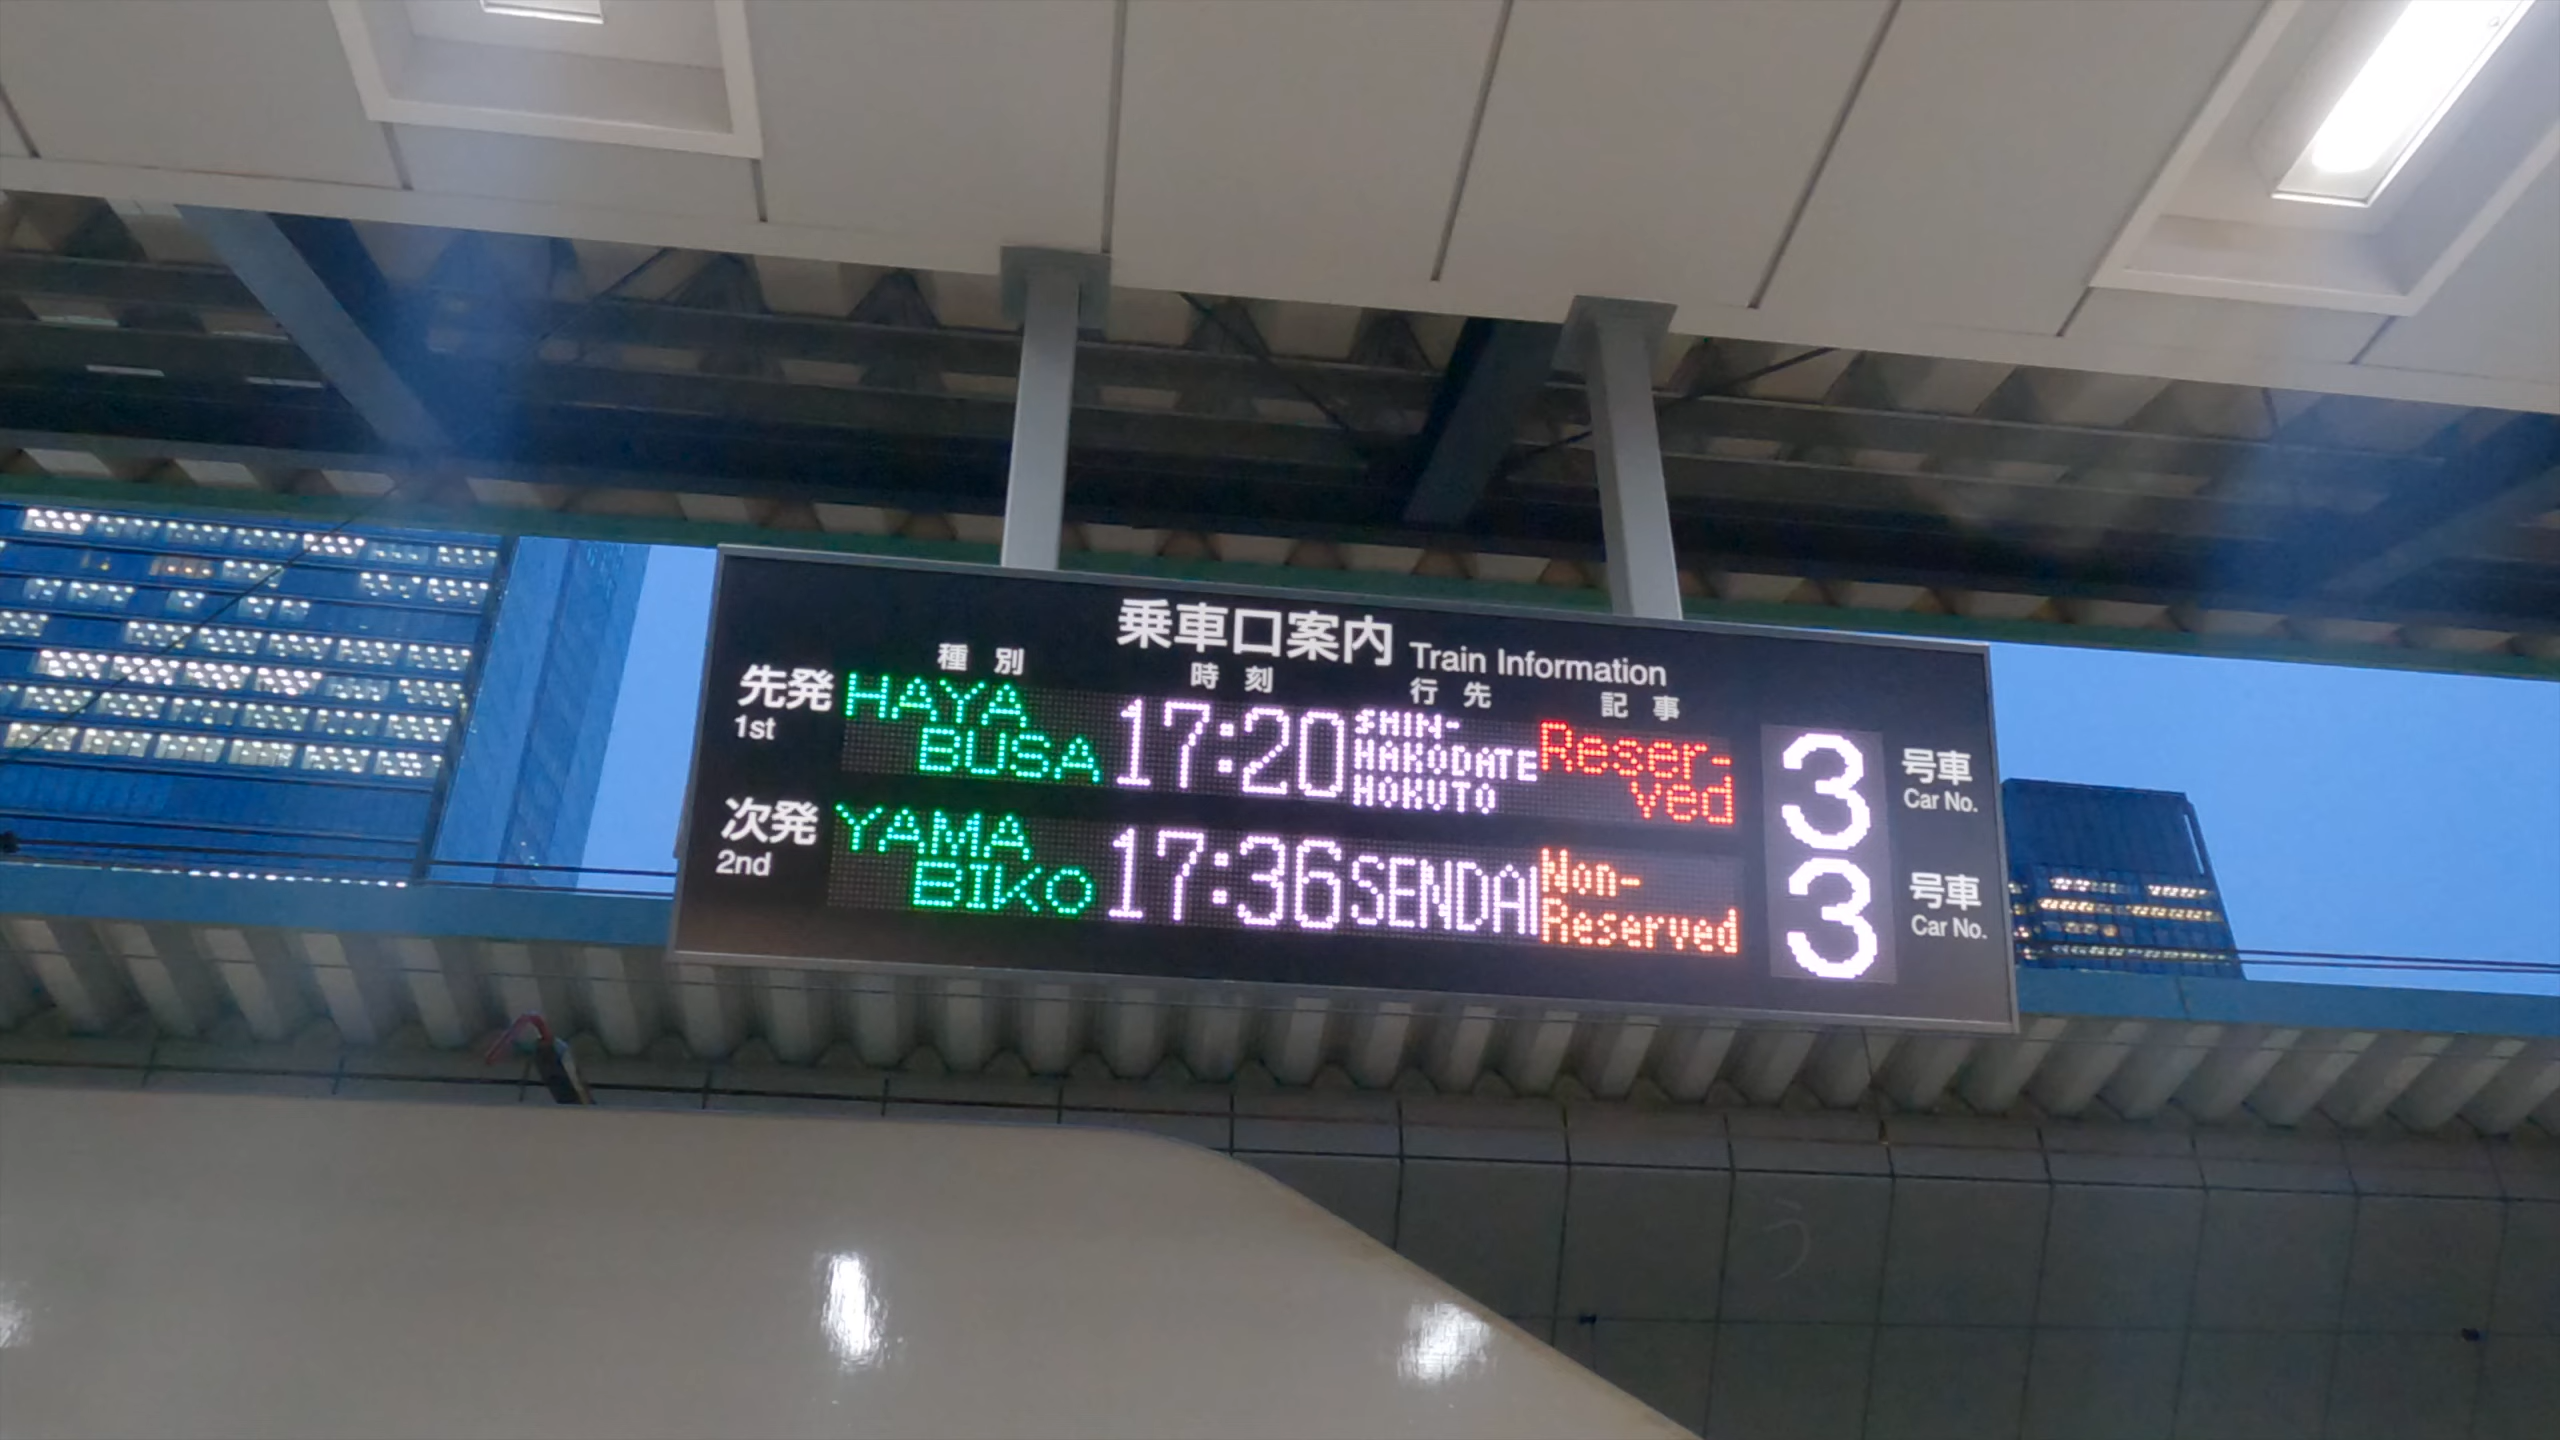 乗車口案内 Train Information
種別 時刻 行先 記事
先発 HAYA BUSA 17:20 SHIN- HAKODATE HOKUTO Reser- ved 3 号車
1st Car No.
次発 YAMA BIKO 17:36 SENDAI Non- Reserved 3 号車
2nd Car No.